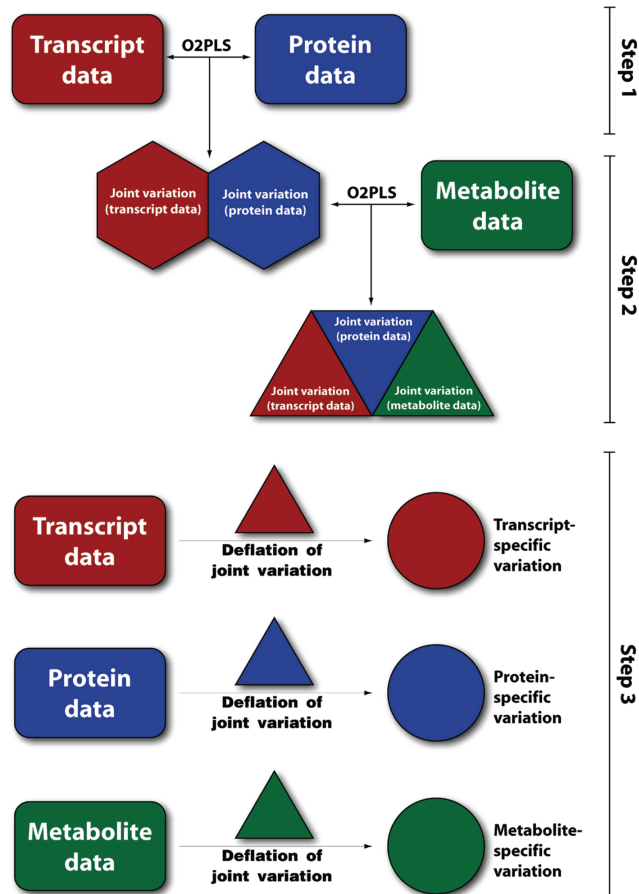 Transcript
data
O2PLS
Protein
data
Step 1
Joint variation
(transcript data)
Joint variation
(protein data)
O2PLS
Metabolite
data
Step 2
Joint variation
(protein data)
Joint variation
(transcript data)
Joint variation
(metabolite data)
Transcript
data
Deflation of
joint variation
Transcript-
specific
variation
Step 3
Protein
data
Deflation of
joint variation
Protein-
specific
variation
Metabolite
data
Deflation of
joint variation
Metabolite-
specific
variation